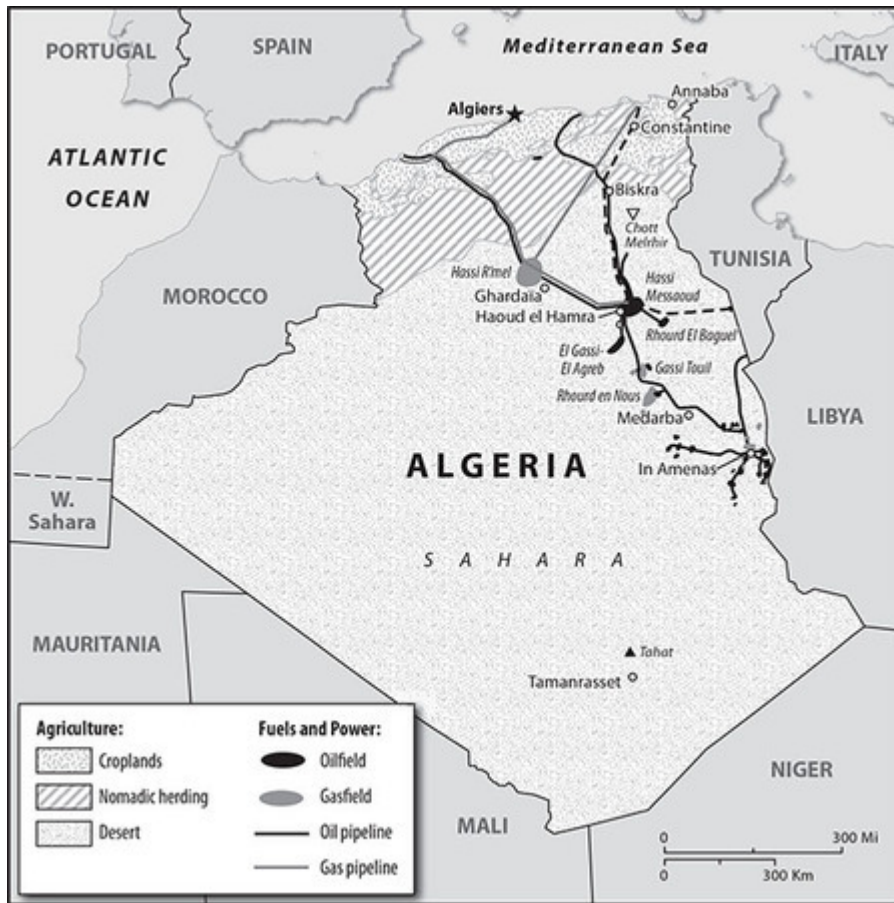 PORTUGAL
SPAIN
Mediterranean Sea
ITALY
Annaba
Algiers
Constantine
ATLANTIC
OCEAN
Biskra
Chott
Melrhir
TUNISIA
MOROCCO
Hassi R'mel
Hassi
Messaoud
Ghardaïa
Haoud el Hamra
Rhourd El Baguel
El Gassi-
El Agreb
Gassi Touil
Rhourd en Nous
Medarba
LIBYA
ALGERIA
In Amenas
W.
Sahara
SAHARA
MAURITANIA
Tahat
Tamanrasset
NIGER
MALI
Agriculture:
Croplands
Nomadic herding
Desert
Fuels and Power:
Oilfield
Gasfield
Oil pipeline
Gas pipeline
0 300 Mi
0 300 Km